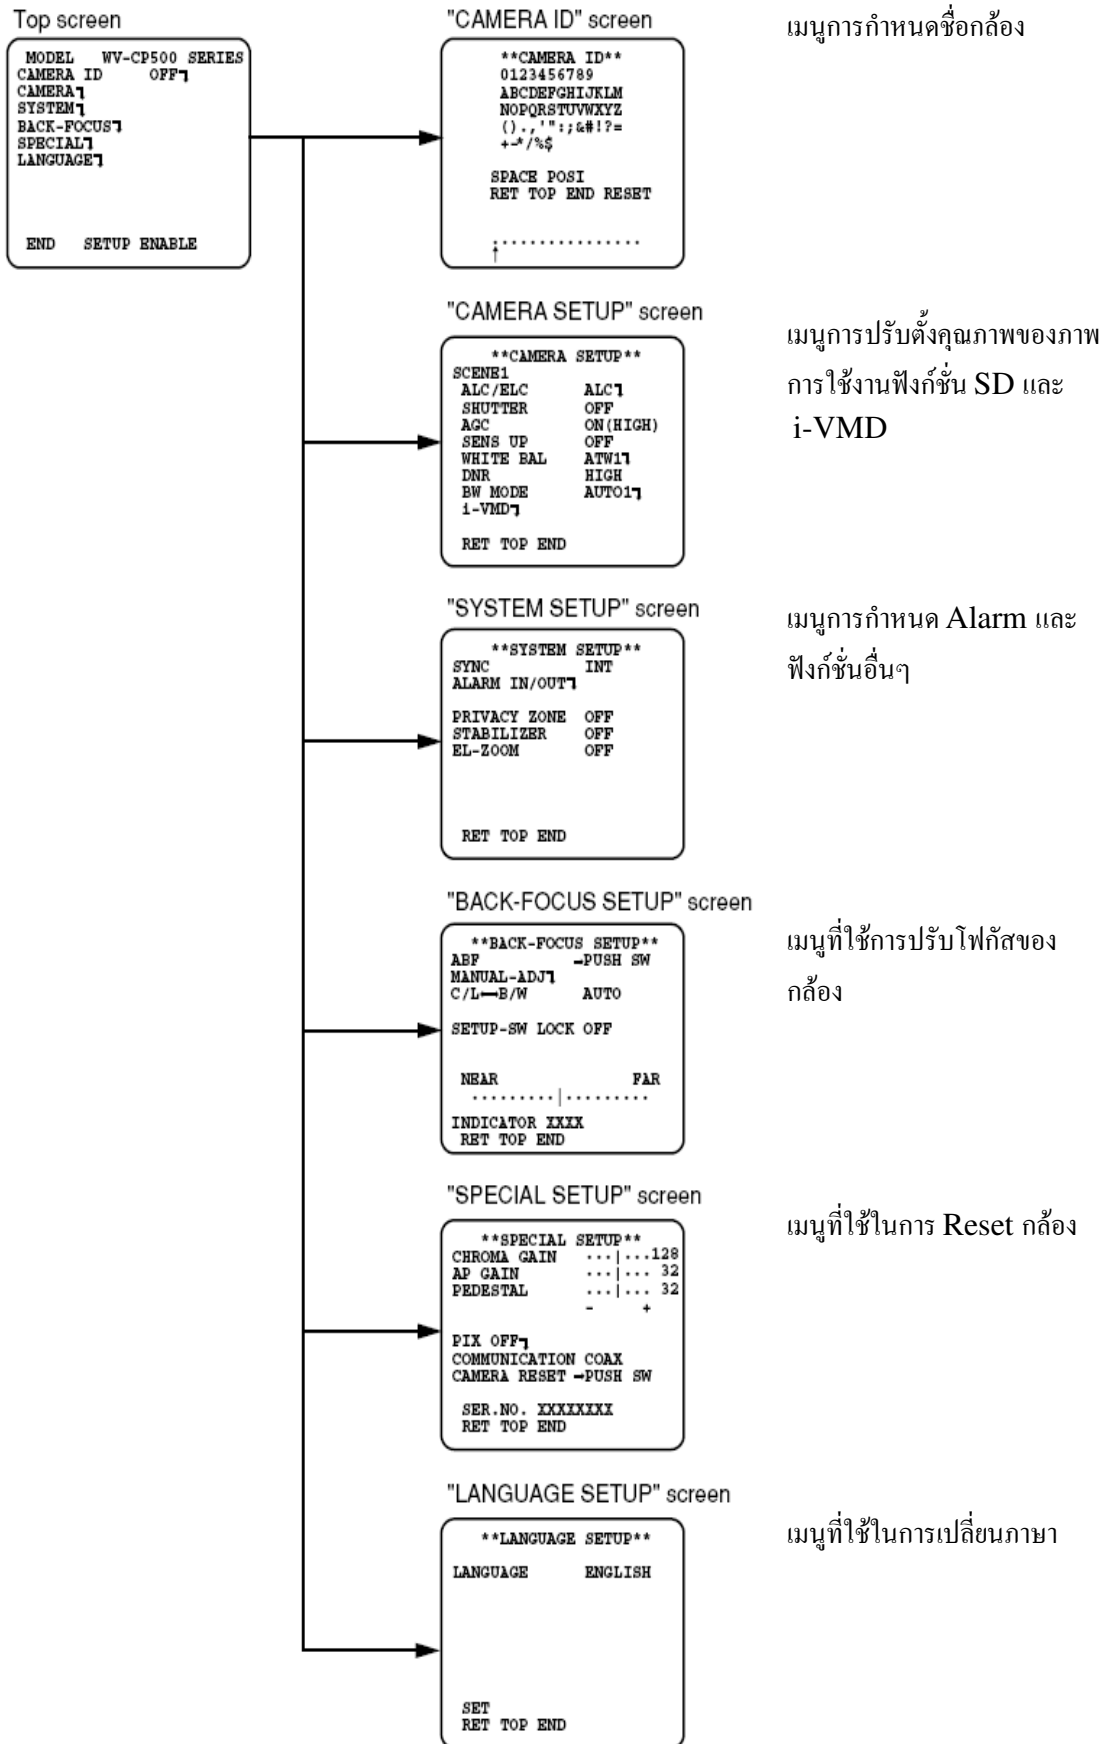 Top screen
MODEL WV-CP500 SERIES
CAMERA ID OFF↴
CAMERA↴
SYSTEM↴
BACK-FOCUS↴
SPECIAL↴
LANGUAGE↴
END SETUP ENABLE
"CAMERA ID" screen
**CAMERA ID**
0123456789
ABCDEFGHIJKLM
NOPQRSTUVWXYZ
().,'":;&#!?=
+-*/%$
SPACE POSI
RET TOP END RESET
................
↑
เมนูการกำหนดชื่อกล้อง
"CAMERA SETUP" screen
**CAMERA SETUP**
SCENE1
ALC/ELC ALC↴
SHUTTER OFF
AGC ON(HIGH)
SENS UP OFF
WHITE BAL ATW1↴
DNR HIGH
BW MODE AUTO1↴
i-VMD↴
RET TOP END
เมนูการปรับตั้งคุณภาพของภาพ
การใช้งานฟังก์ชั่น SD และ
i-VMD
"SYSTEM SETUP" screen
**SYSTEM SETUP**
SYNC INT
ALARM IN/OUT↴
PRIVACY ZONE OFF
STABILIZER OFF
EL-ZOOM OFF
RET TOP END
เมนูการกำหนด Alarm และ
ฟังก์ชั่นอื่นๆ
"BACK-FOCUS SETUP" screen
**BACK-FOCUS SETUP**
ABF →PUSH SW
MANUAL-ADJ↴
C/L↔B/W AUTO
SETUP-SW LOCK OFF
NEAR FAR
.........|.........
INDICATOR XXXX
RET TOP END
เมนูที่ใช้การปรับโฟกัสของ
กล้อง
"SPECIAL SETUP" screen
**SPECIAL SETUP**
CHROMA GAIN ...|...128
AP GAIN ...|... 32
PEDESTAL ...|... 32
- +
PIX OFF↴
COMMUNICATION COAX
CAMERA RESET →PUSH SW
SER.NO. XXXXXXXX
RET TOP END
เมนูที่ใช้ในการ Reset กล้อง
"LANGUAGE SETUP" screen
**LANGUAGE SETUP**
LANGUAGE ENGLISH
SET
RET TOP END
เมนูที่ใช้ในการเปลี่ยนภาษา